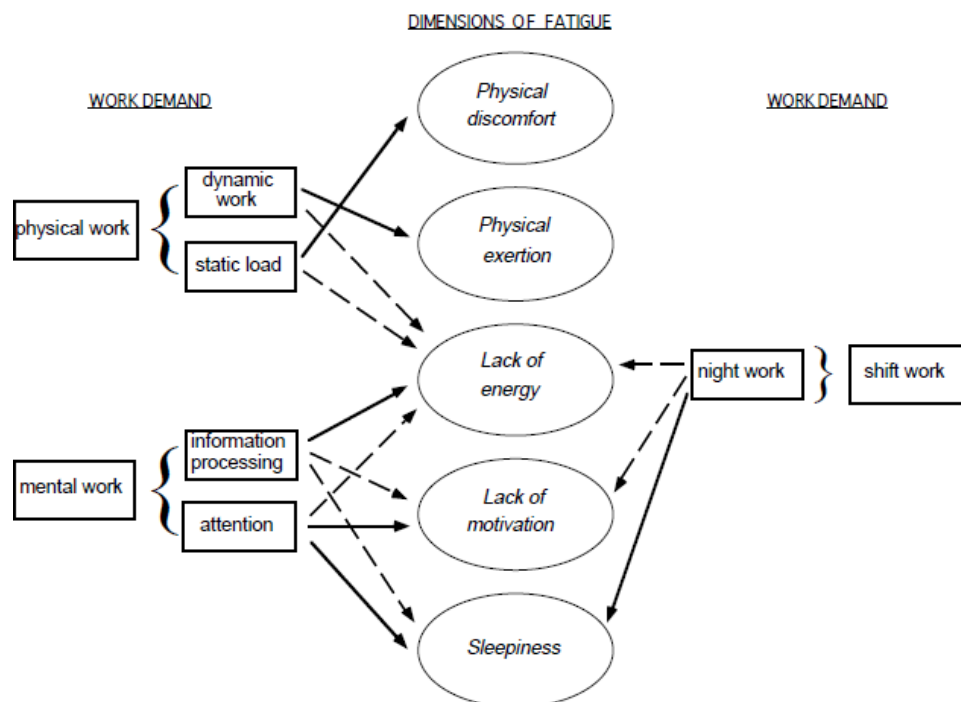 DIMENSIONS OF FATIGUE
WORK DEMAND
WORK DEMAND
Physical
discomfort
dynamic
work
physical work
static load
Physical
exertion
Lack of
energy
night work
shift work
information
processing
mental work
attention
Lack of
motivation
Sleepiness